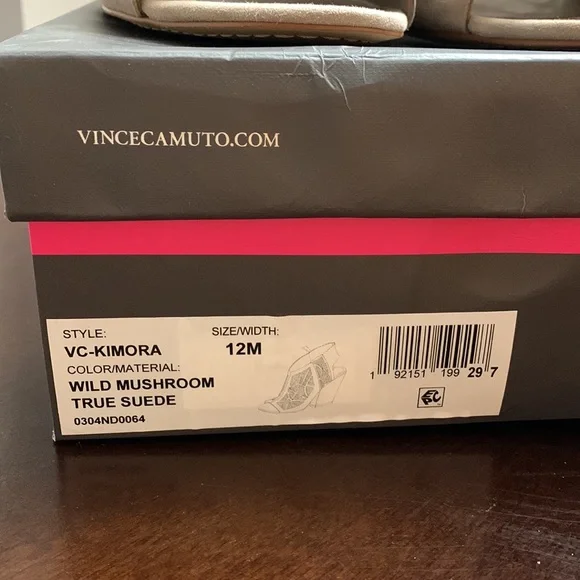 VINCECAMUTO.COM
STYLE: SIZE/WIDTH:
VC-KIMORA 12M
COLOR/MATERIAL:
WILD MUSHROOM
TRUE SUEDE
0304ND0064
1 92151 199 29 7